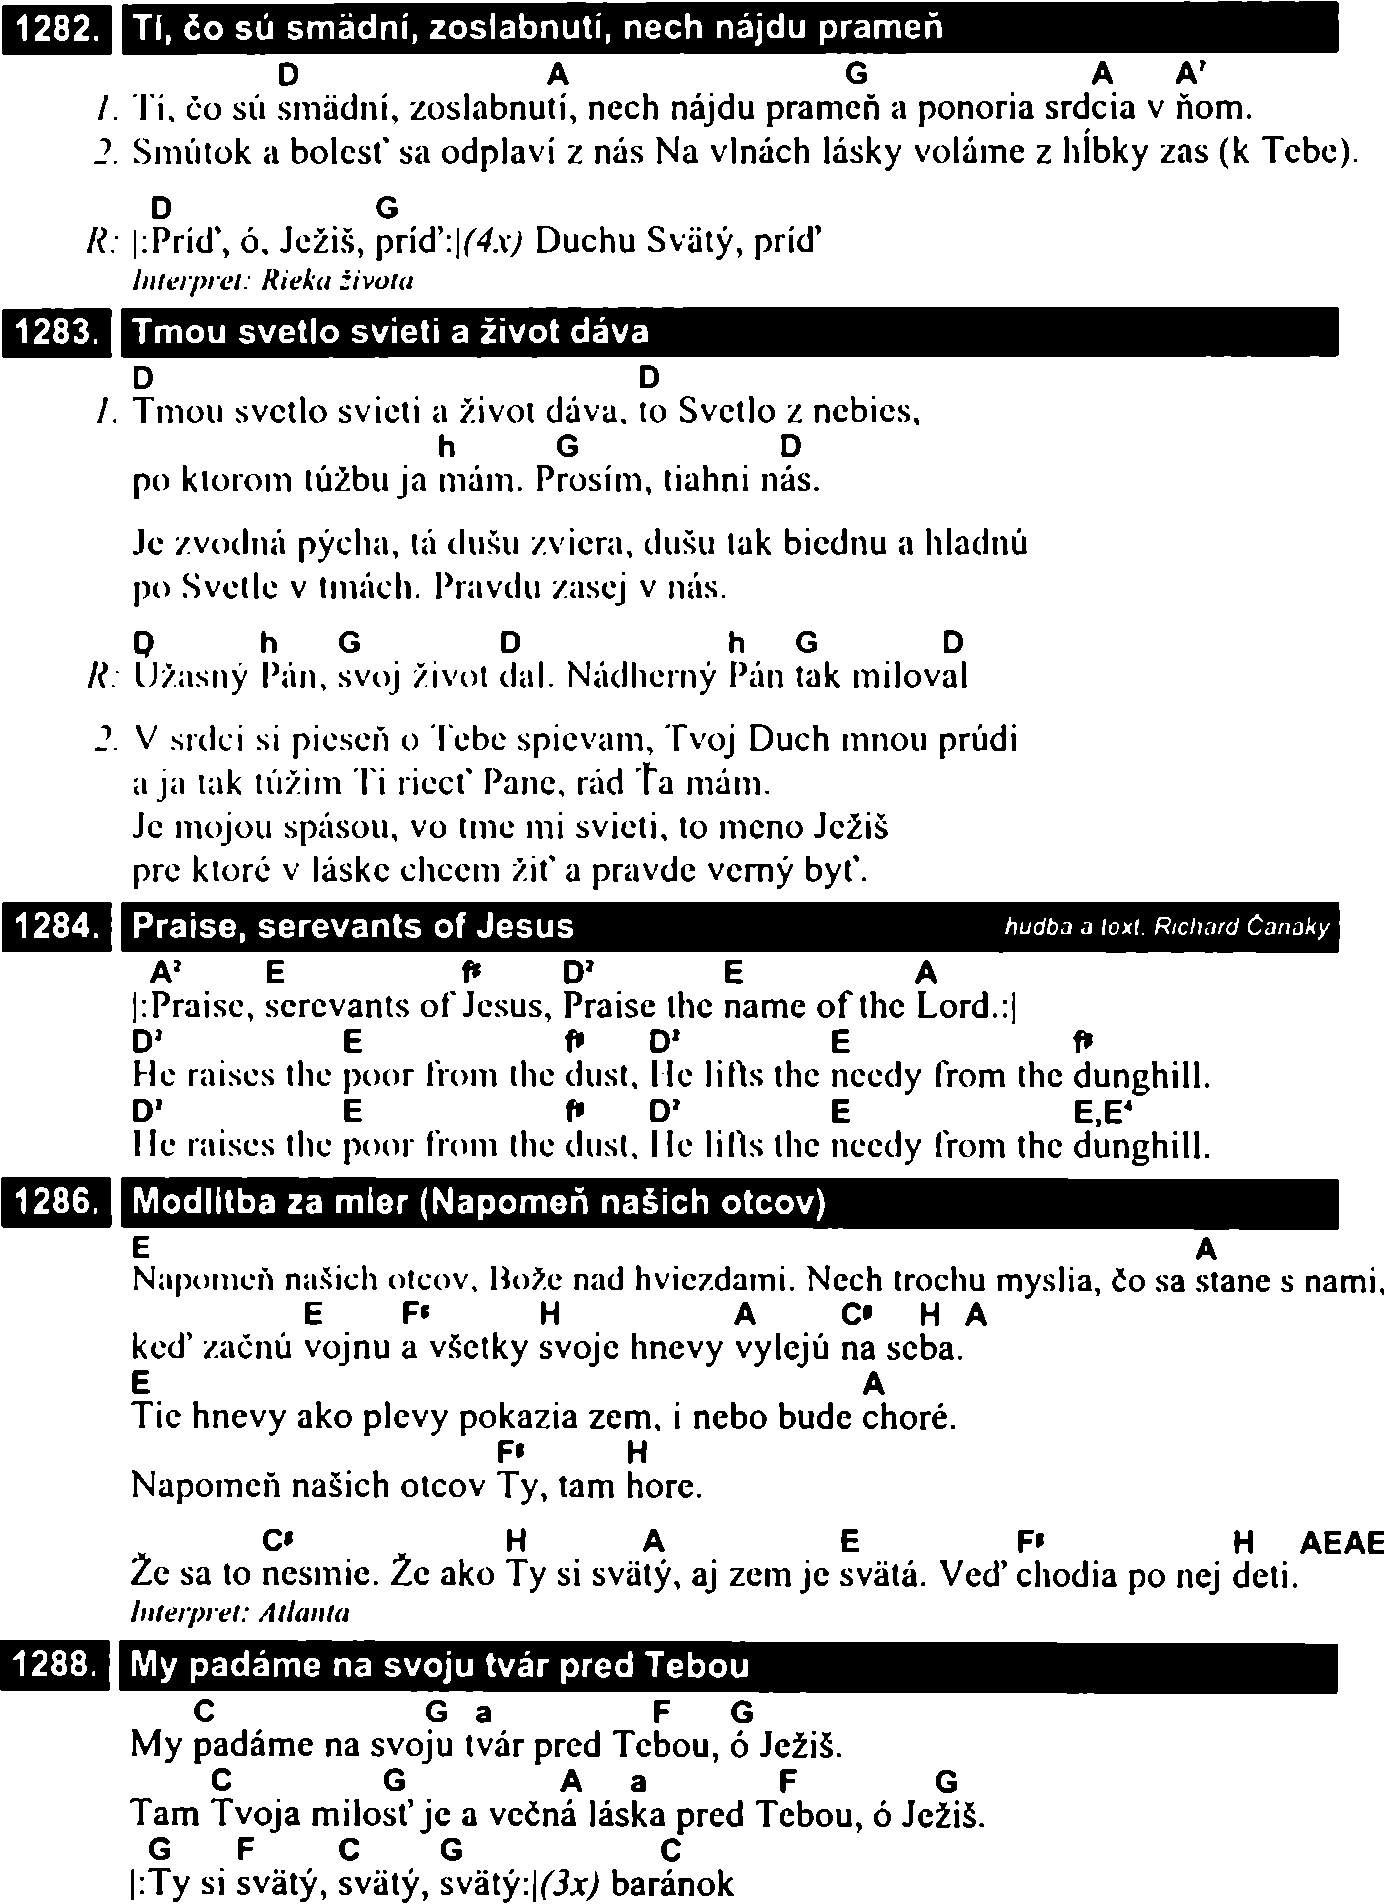 1282. Tí, čo sú smädní, zoslabnutí, nech nájdu prameň
D A G A A⁷
1. Tí, čo sú smädní, zoslabnutí, nech nájdu prameň a ponoria srdcia v ňom.
2. Smútok a bolesť sa odplaví z nás Na vlnách lásky voláme z hĺbky zas (k Tebe).
D G
R: |:Príď, ó, Ježiš, príď:|(4x) Duchu Svätý, príď
Interpret: Rieka života
1283. Tmou svetlo svieti a život dáva
D D
1. Tmou svetlo svieti a život dáva, to Svetlo z nebies,
h G D
po ktorom túžbu ja mám. Prosím, tiahni nás.
Je zvodná pýcha, tá dušu zviera, dušu tak biednu a hladnú
po Svetle v tmách. Pravdu zasej v nás.
D h G D h G D
R: Úžasný Pán, svoj život dal. Nádherný Pán tak miloval
2. V srdci si pieseň o Tebe spievam, Tvoj Duch mnou prúdi
a ja tak túžim Ti riecť Pane, rád Ťa mám.
Je mojou spásou, vo tme mi svieti, to meno Ježiš
pre ktoré v láske chcem žiť a pravde verný byť.
1284. Praise, serevants of Jesus hudba a text. Richard Čanaky
A² E f# D² E A
|:Praise, serevants of Jesus, Praise the name of the Lord.:|
D² E f# D² E f#
He raises the poor from the dust, He lifts the needy from the dunghill.
D² E f# D² E E,E⁴
He raises the poor from the dust, He lifts the needy from the dunghill.
1286. Modlitba za mier (Napomeň našich otcov)
E A
Napomeň našich otcov, Bože nad hviezdami. Nech trochu myslia, čo sa stane s nami,
E F# H A C# H A
keď začnú vojnu a všetky svoje hnevy vylejú na seba.
E A
Tie hnevy ako plevy pokazia zem, i nebo bude choré.
F# H
Napomeň našich otcov Ty, tam hore.
C# H A E F# H AEAE
Že sa to nesmie. Že ako Ty si svätý, aj zem je svätá. Veď chodia po nej deti.
Interpret: Atlanta
1288. My padáme na svoju tvár pred Tebou
C G a F G
My padáme na svoju tvár pred Tebou, ó Ježiš.
C G A a F G
Tam Tvoja milosť je a večná láska pred Tebou, ó Ježiš.
G F C G C
|:Ty si svätý, svätý, svätý:|(3x) baránok